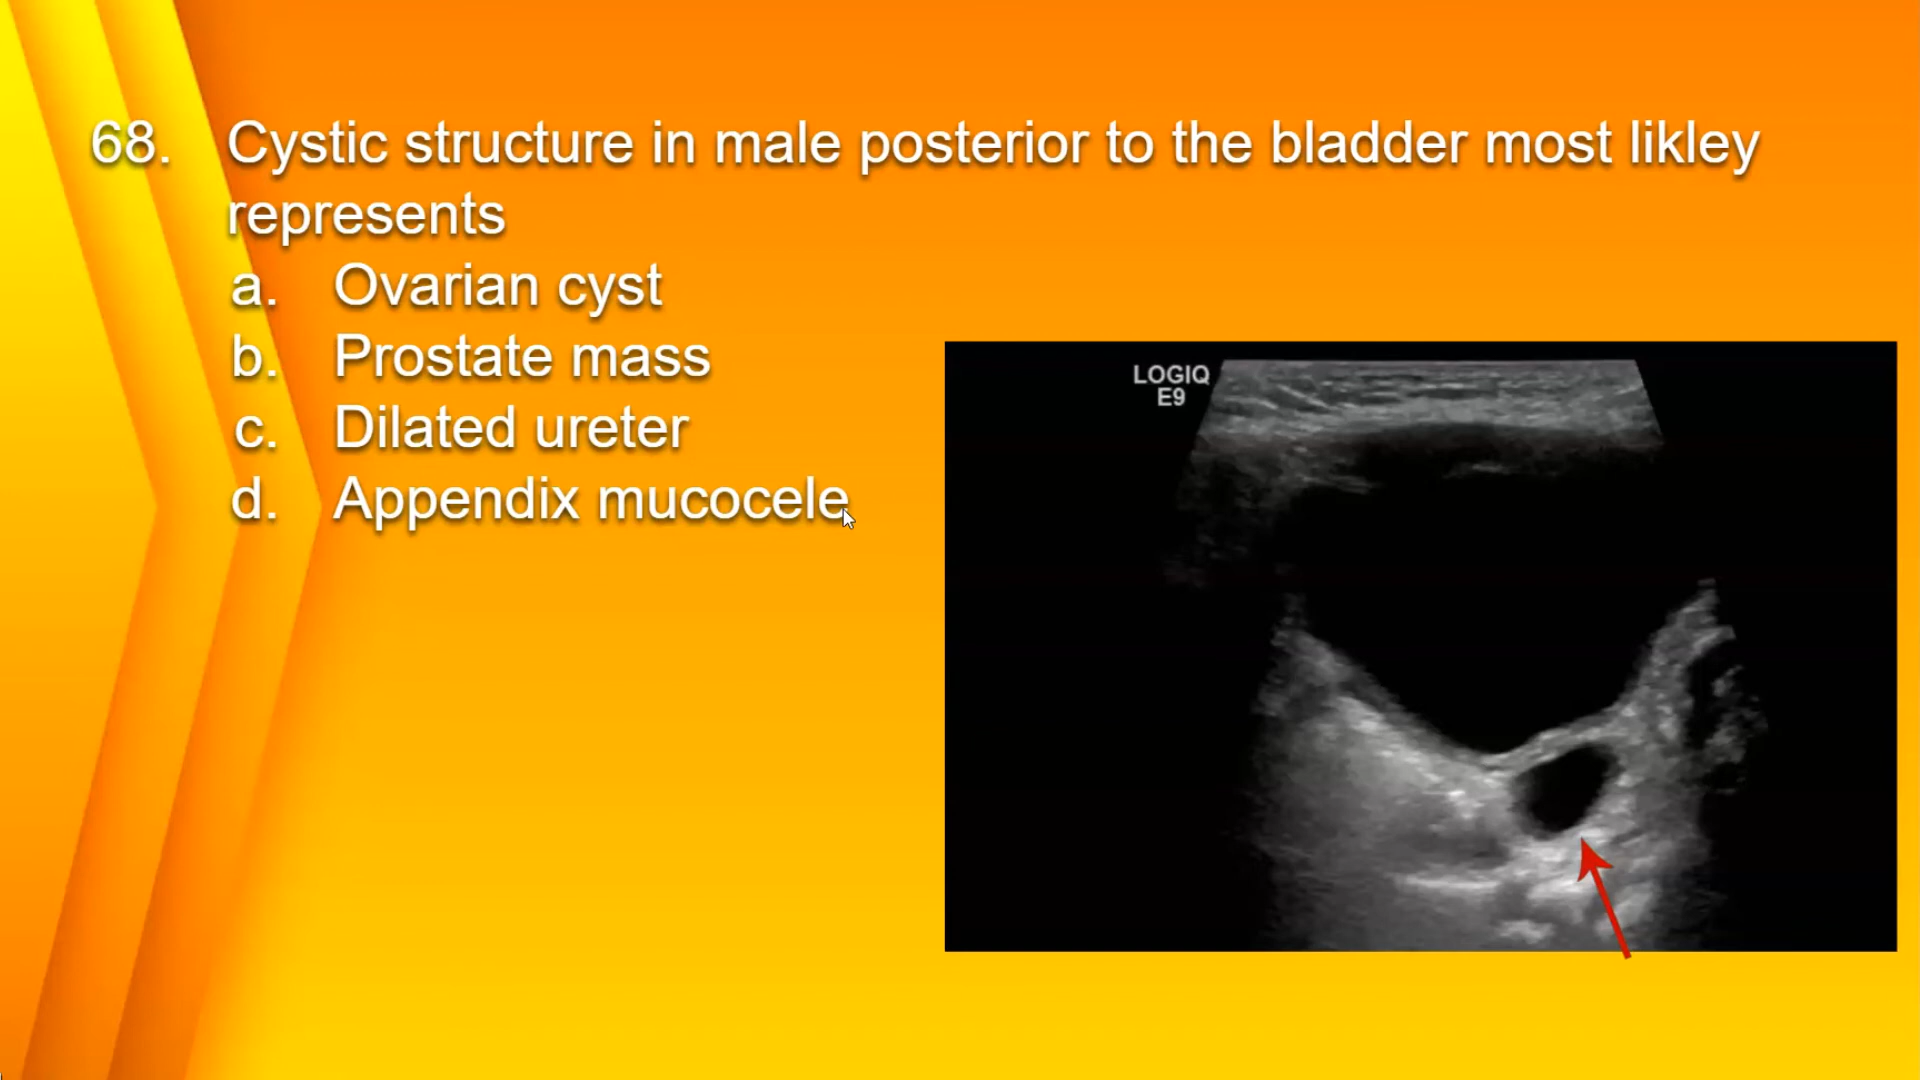 68. Cystic structure in male posterior to the bladder most likley
represents
a. Ovarian cyst
b. Prostate mass
c. Dilated ureter
d. Appendix mucocele
LOGIQ
E9